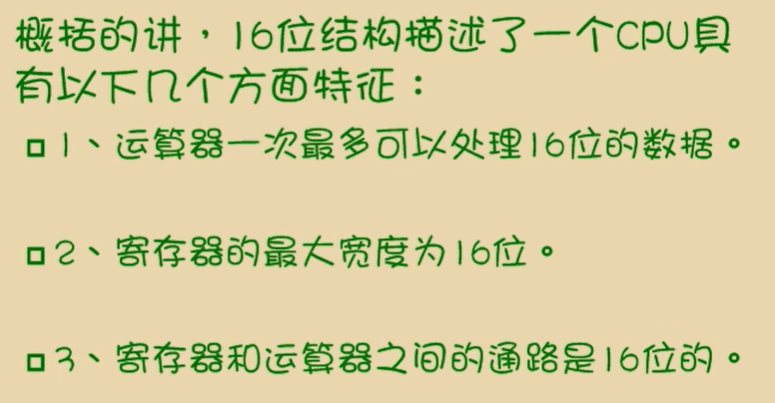 概括的讲，16位结构描述了一个CPU具
有以下几个方面特征：
1、运算器一次最多可以处理16位的数据。
2、寄存器的最大宽度为16位。
3、寄存器和运算器之间的通路是16位的。